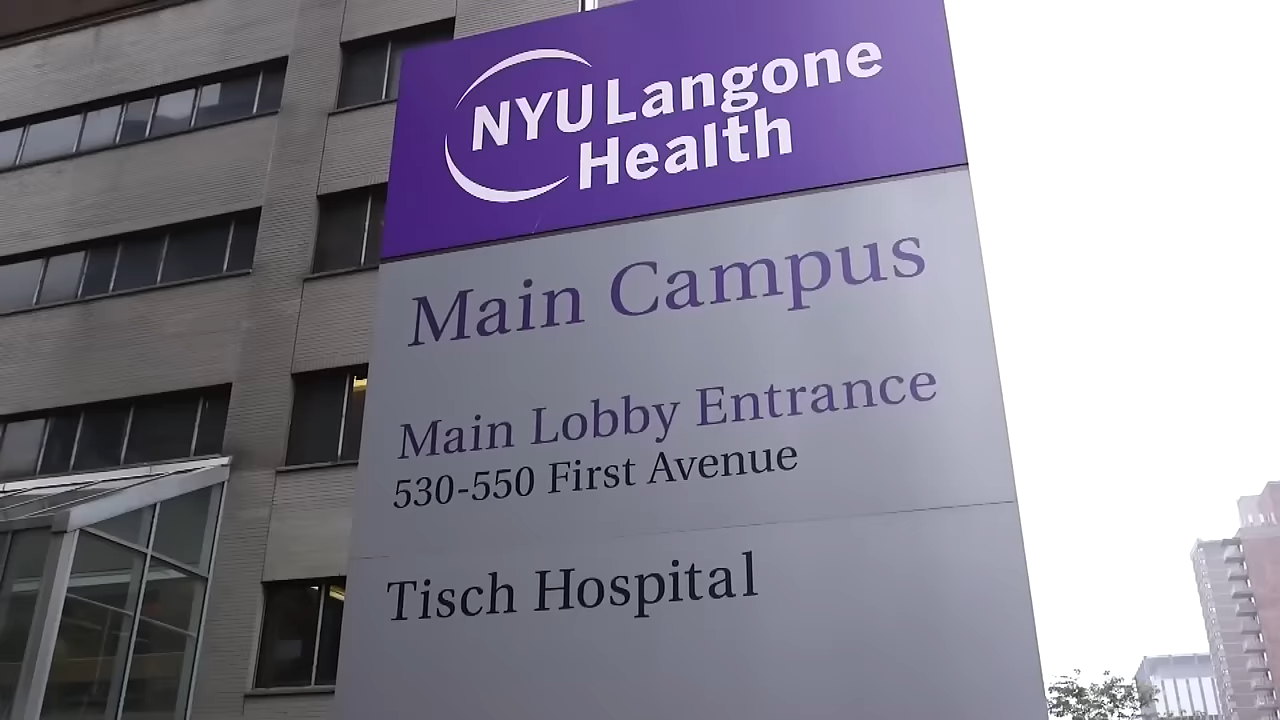 NYU Langone
Health
Main Campus
Main Lobby Entrance
530-550 First Avenue
Tisch Hospital